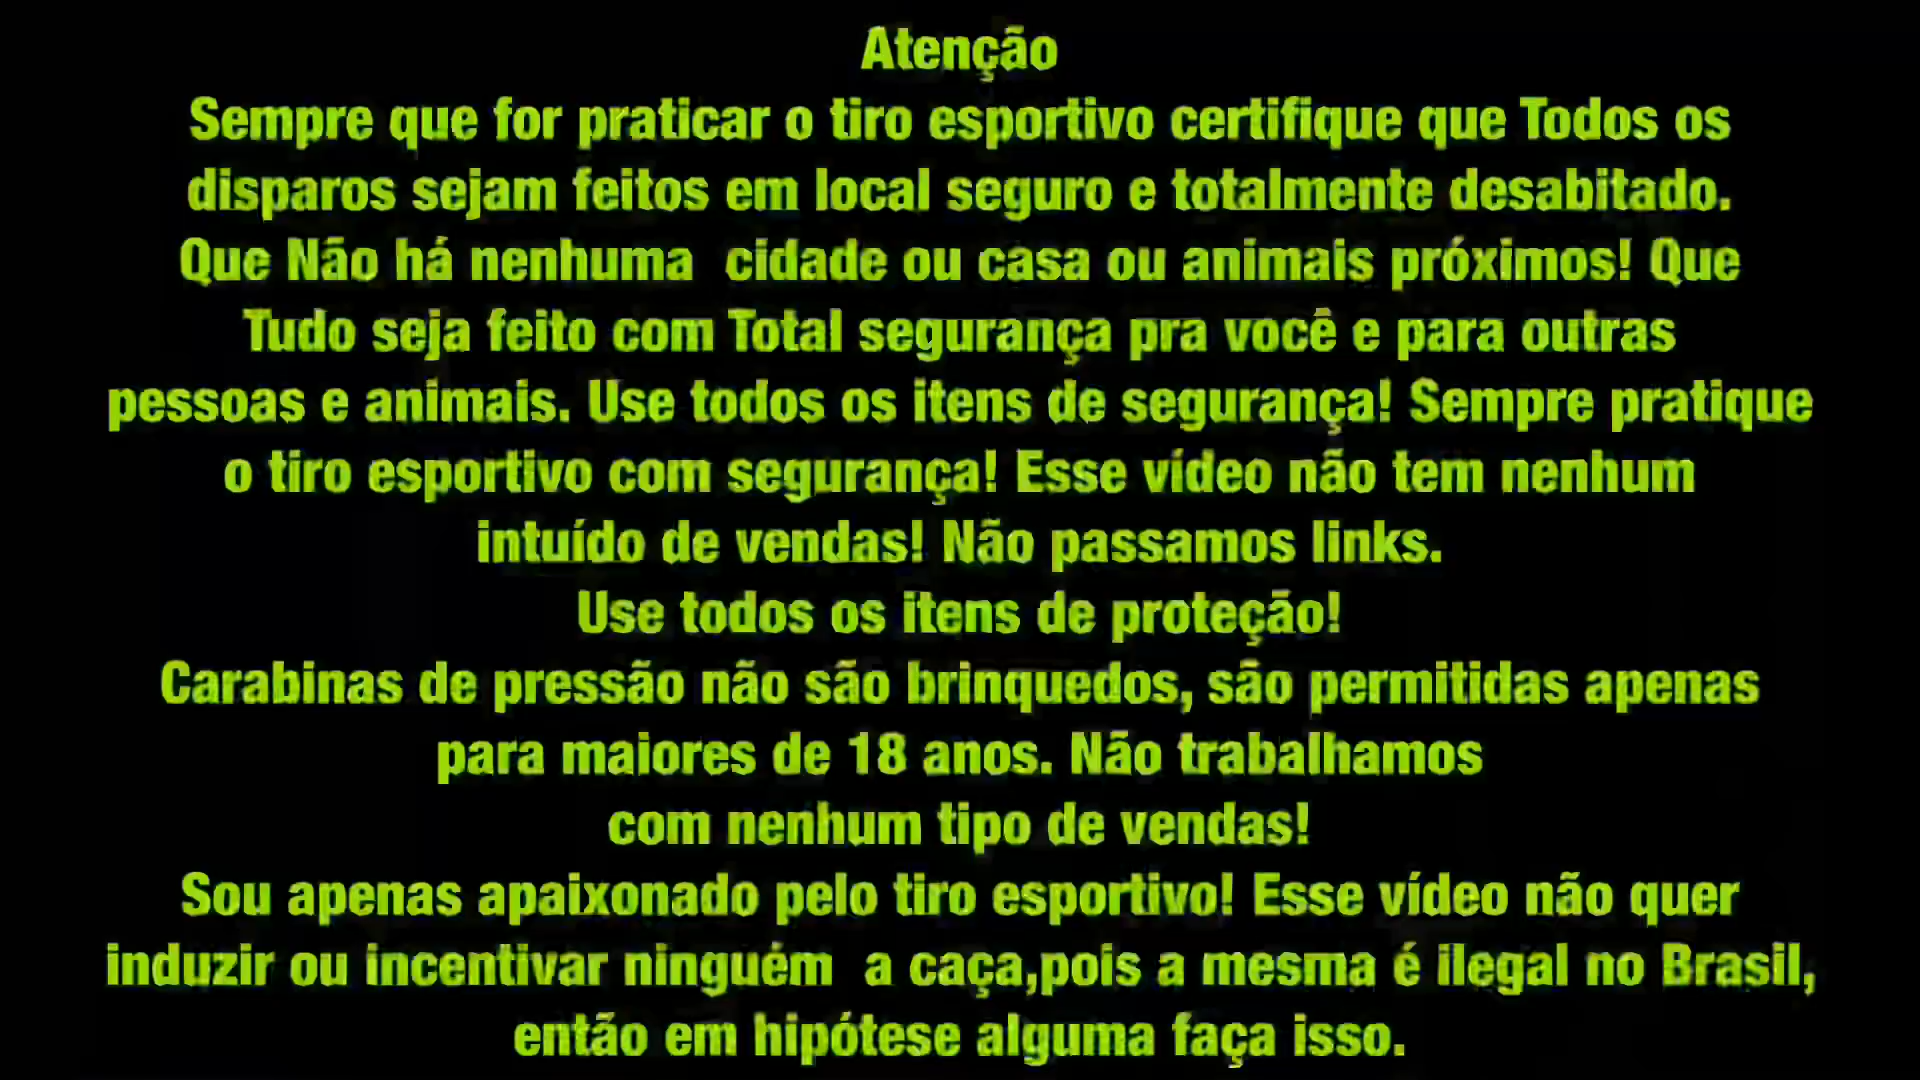 Atenção
Sempre que for praticar o tiro esportivo certifique que Todos os
disparos sejam feitos em local seguro e totalmente desabitado.
Que Não há nenhuma  cidade ou casa ou animais próximos! Que
Tudo seja feito com Total segurança pra você e para outras
pessoas e animais. Use todos os itens de segurança! Sempre pratique
o tiro esportivo com segurança! Esse vídeo não tem nenhum
intuído de vendas! Não passamos links.
Use todos os itens de proteção!
Carabinas de pressão não são brinquedos, são permitidas apenas
para maiores de 18 anos. Não trabalhamos
com nenhum tipo de vendas!
Sou apenas apaixonado pelo tiro esportivo! Esse vídeo não quer
induzir ou incentivar ninguém  a caça,pois a mesma é ilegal no Brasil,
então em hipótese alguma faça isso.